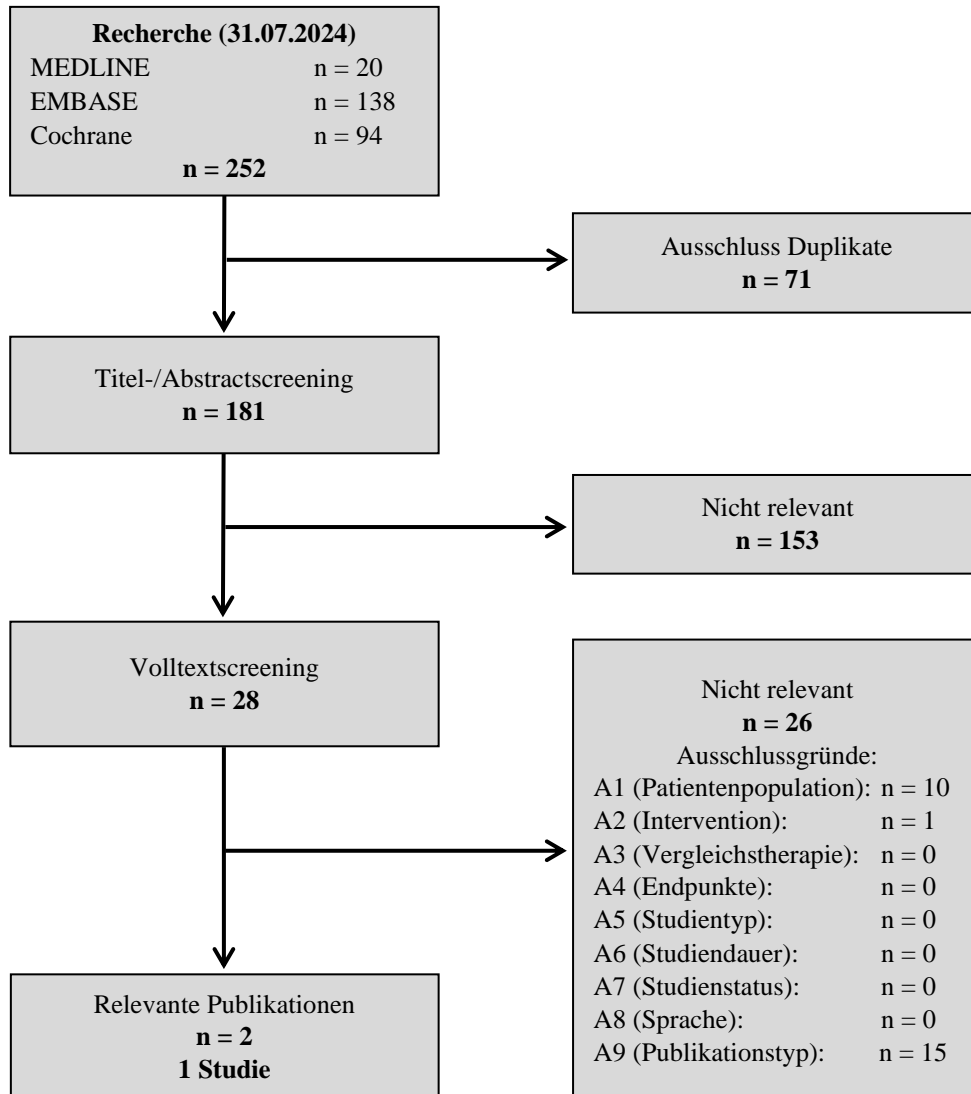 Recherche (31.07.2024)
MEDLINE n = 20
EMBASE n = 138
Cochrane n = 94
n = 252
Ausschluss Duplikate
n = 71
Titel-/Abstractscreening
n = 181
Nicht relevant
n = 153
Volltextscreening
n = 28
Nicht relevant
n = 26
Ausschlussgründe:
A1 (Patientenpopulation): n = 10
A2 (Intervention): n = 1
A3 (Vergleichstherapie): n = 0
A4 (Endpunkte): n = 0
A5 (Studientyp): n = 0
A6 (Studiendauer): n = 0
A7 (Studienstatus): n = 0
A8 (Sprache): n = 0
A9 (Publikationstyp): n = 15
Relevante Publikationen
n = 2
1 Studie